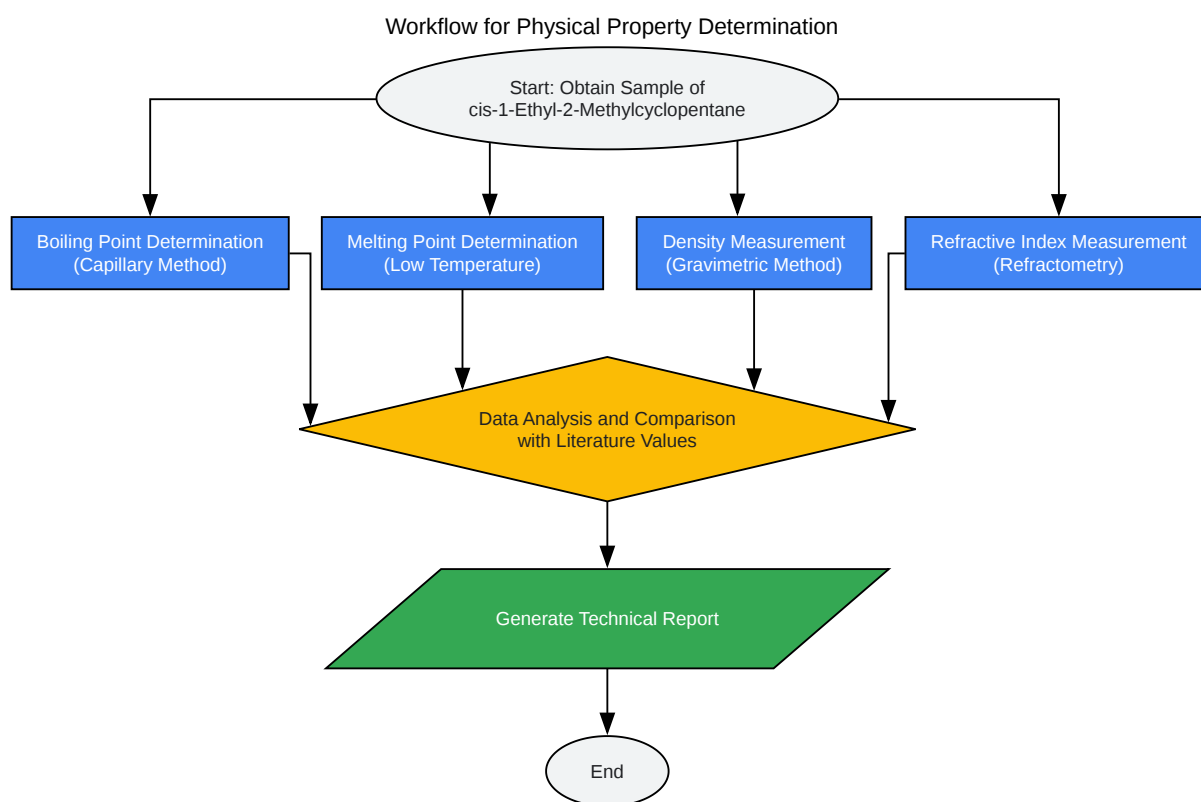 Workflow for Physical Property Determination
Start: Obtain Sample of
cis-1-Ethyl-2-Methylcyclopentane
Boiling Point Determination
(Capillary Method)
Melting Point Determination
(Low Temperature)
Density Measurement
(Gravimetric Method)
Refractive Index Measurement
(Refractometry)
Data Analysis and Comparison
with Literature Values
Generate Technical Report
End